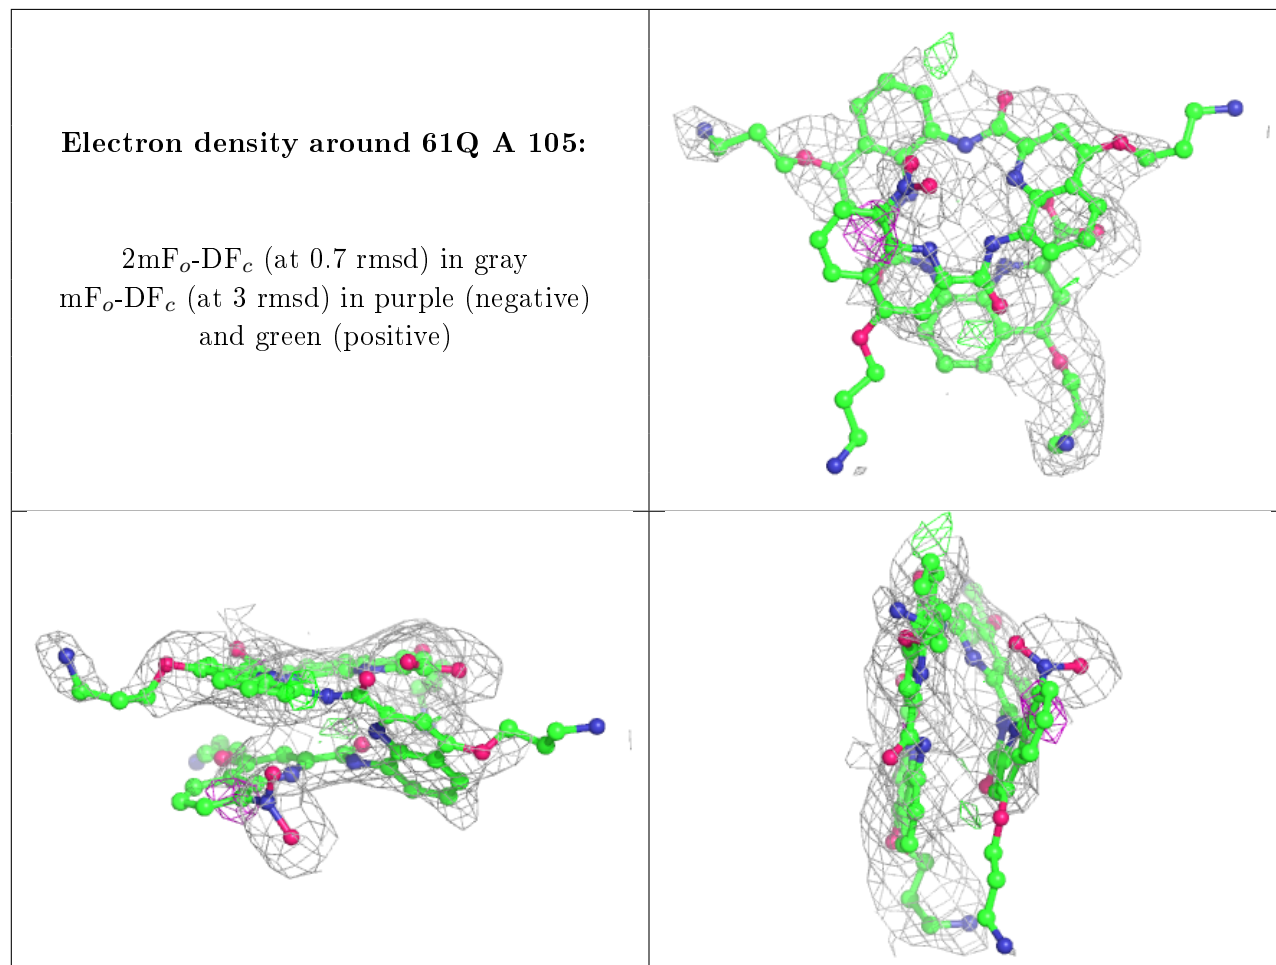 Electron density around 61Q A 105:
2mFo-DFc (at 0.7 rmsd) in gray
mFo-DFc (at 3 rmsd) in purple (negative)
and green (positive)